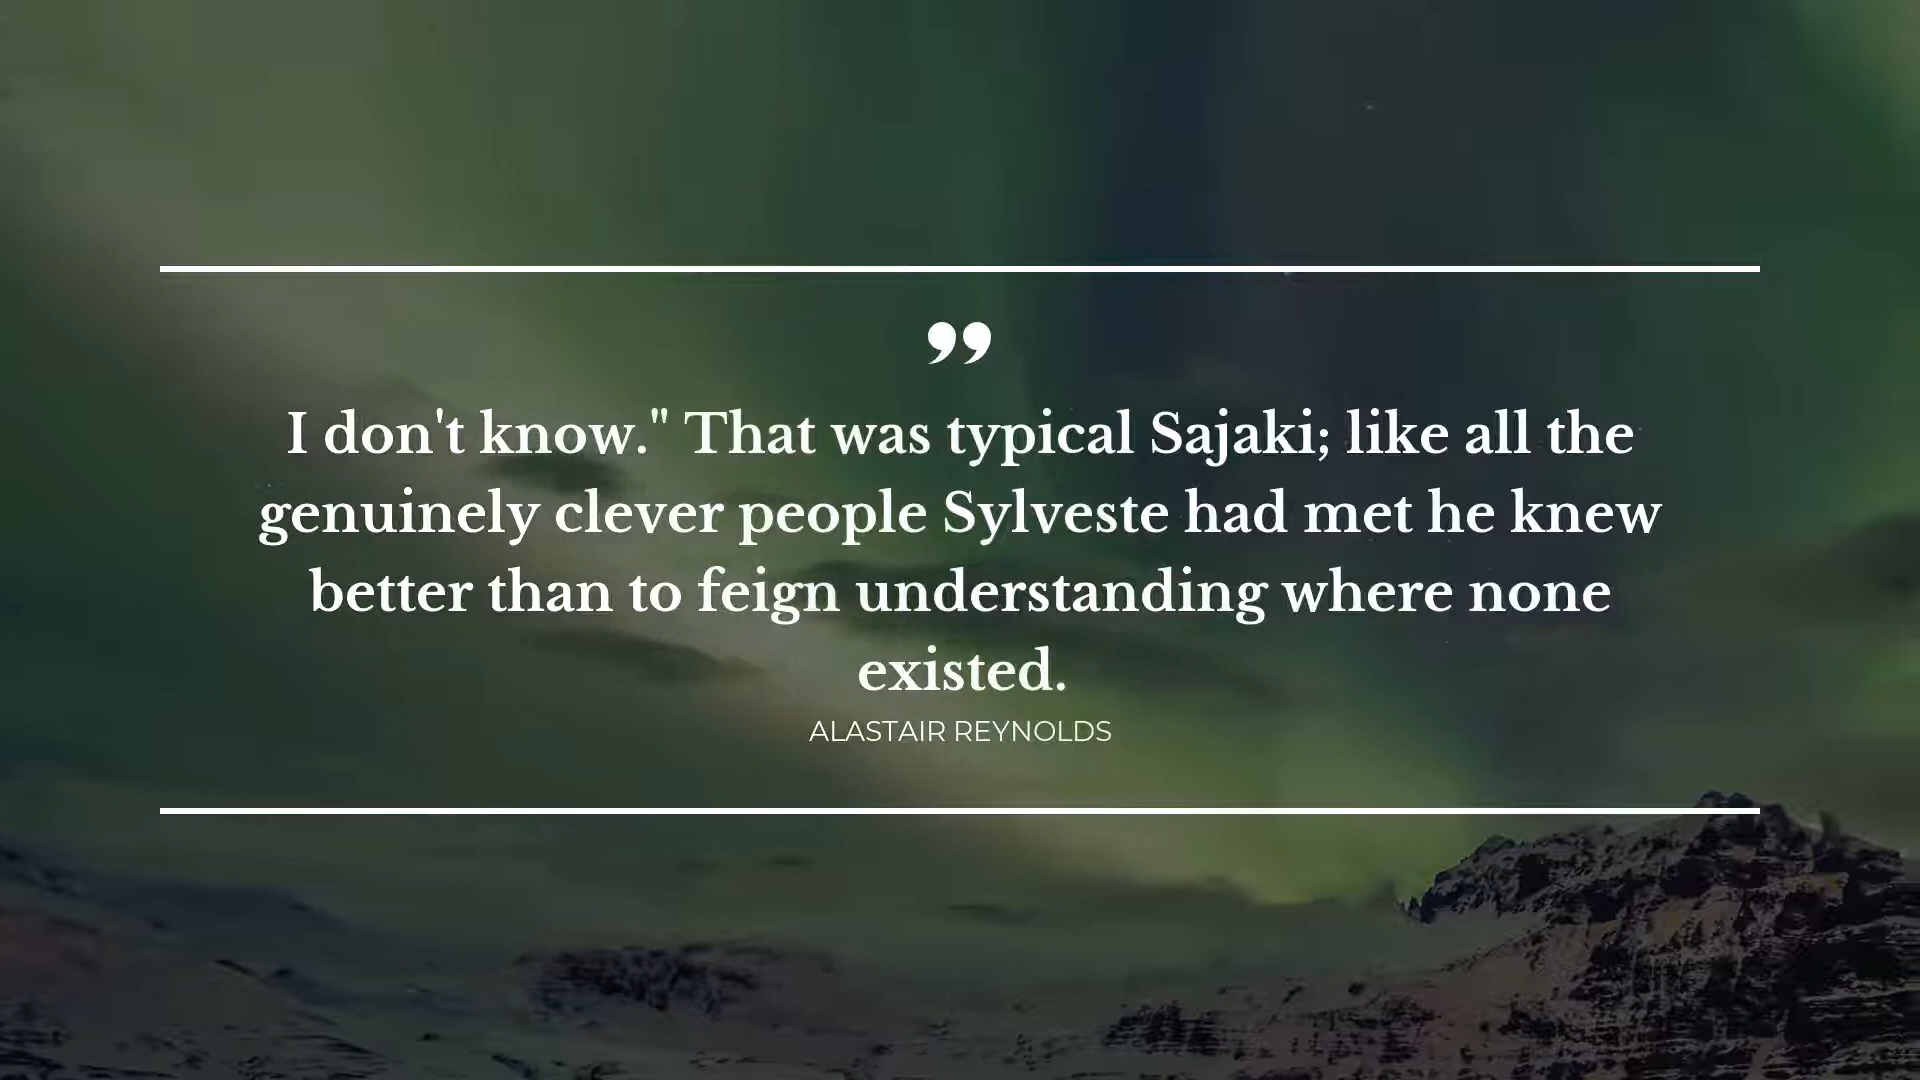 ”
I don't know." That was typical Sajaki; like all the
genuinely clever people Sylveste had met he knew
better than to feign understanding where none
existed.
ALASTAIR REYNOLDS